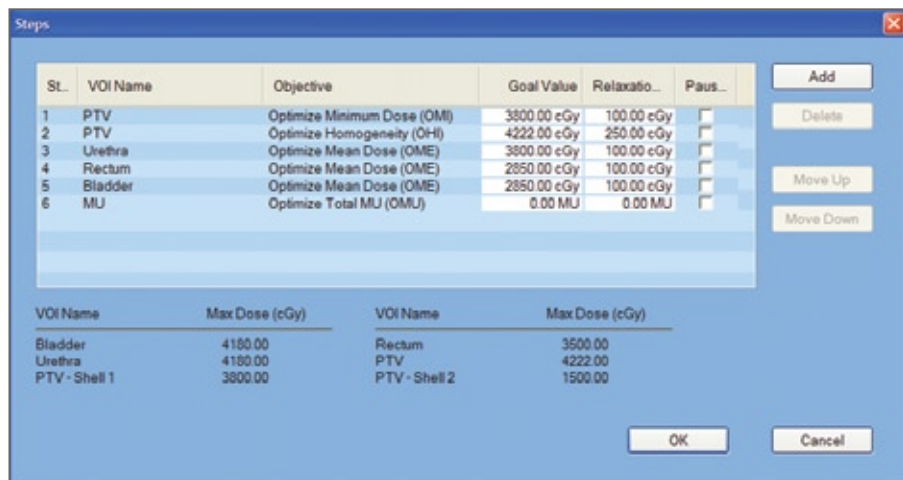 Steps
St... VOI Name Objective Goal Value Relaxatio... Paus...
1 PTV Optimize Minimum Dose (OMI) 3800.00 cGy 100.00 cGy
2 PTV Optimize Homogeneity (OHI) 4222.00 cGy 250.00 cGy
3 Urethra Optimize Mean Dose (OME) 3800.00 cGy 100.00 cGy
4 Rectum Optimize Mean Dose (OME) 2850.00 cGy 100.00 cGy
5 Bladder Optimize Mean Dose (OME) 2850.00 cGy 100.00 cGy
6 MU Optimize Total MU (OMU) 0.00 MU 0.00 MU
Add
Delete
Move Up
Move Down
VOI Name Max Dose (cGy) VOI Name Max Dose (cGy)
Bladder 4180.00 Rectum 3500.00
Urethra 4180.00 PTV 4222.00
PTV - Shell 1 3800.00 PTV - Shell 2 1500.00
OK Cancel